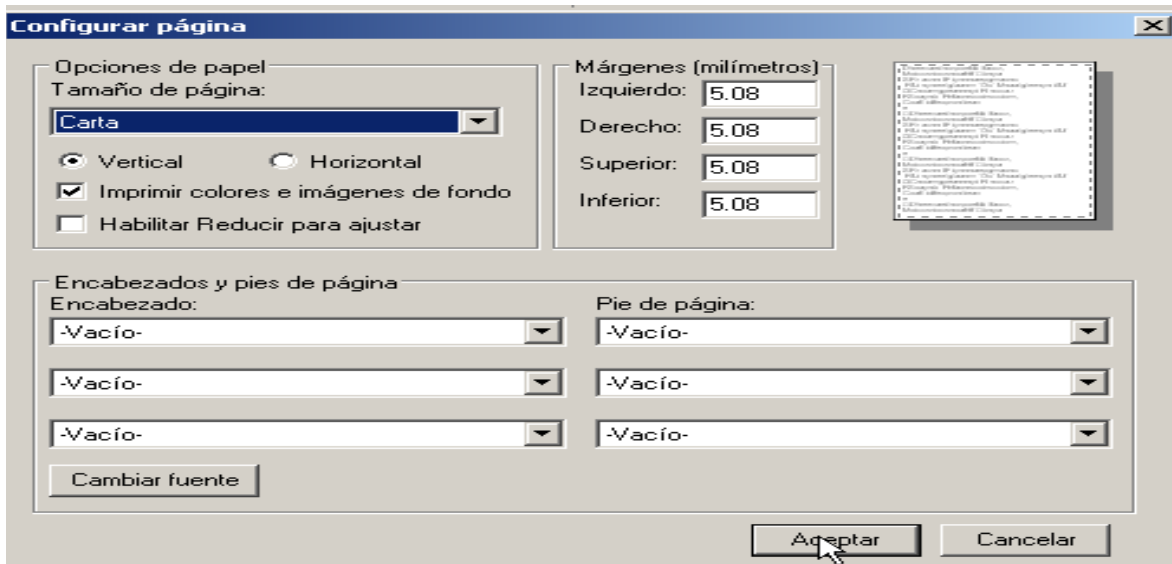 Configurar página
Opciones de papel
Tamaño de página:
Carta
Vertical Horizontal
Imprimir colores e imágenes de fondo
Habilitar Reducir para ajustar
Márgenes (milímetros)
Izquierdo: 5.08
Derecho: 5.08
Superior: 5.08
Inferior: 5.08
Encabezados y pies de página
Encabezado: Pie de página:
-Vacío- -Vacío-
-Vacío- -Vacío-
-Vacío- -Vacío-
Cambiar fuente
Aceptar Cancelar